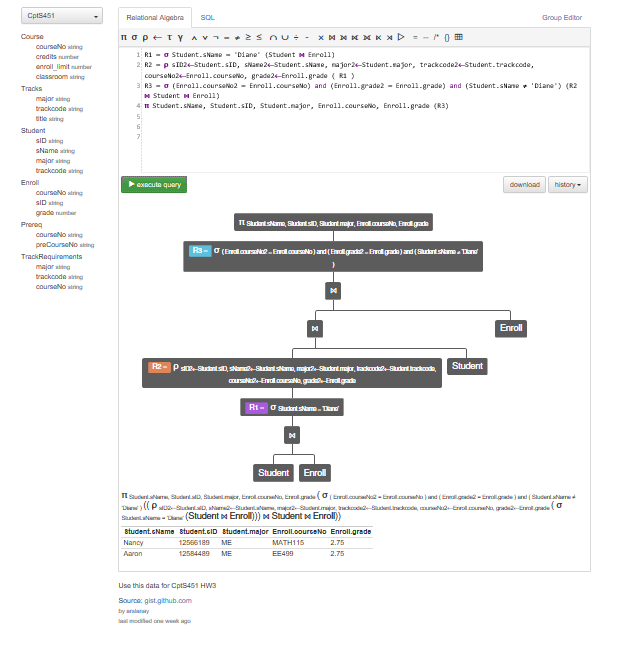 CptS451
Relational Algebra
SQL
Group Editor
π σ ρ ← τ γ ∧ ∨ ¬ = ≠ ≥ ≤ ∩ ∪ ÷ - × ⋈ ⟕ ⟖ ⟗ ⋉ ⋊ ▷ = -- /* {}
Course
courseNo string
credits number
enroll_limit number
classroom string
Tracks
major string
trackcode string
title string
Student
sID string
sName string
major string
trackcode string
Enroll
courseNo string
sID string
grade number
Prereq
courseNo string
preCourseNo string
TrackRequirements
major string
trackcode string
courseNo string
1 R1 = σ Student.sName = 'Diane' (Student ⋈ Enroll)
2 R2 = ρ sID2←Student.sID, sName2←Student.sName, major2←Student.major, trackcode2←Student.trackcode,
courseNo2←Enroll.courseNo, grade2←Enroll.grade ( R1 )
3 R3 = σ (Enroll.courseNo2 = Enroll.courseNo) and (Enroll.grade2 = Enroll.grade) and (Student.sName ≠ 'Diane') (R2
⋈ Student ⋈ Enroll)
4 π Student.sName, Student.sID, Student.major, Enroll.courseNo, Enroll.grade (R3)
5
6
7
execute query
download
history
π Student.sName, Student.sID, Student.major, Enroll.courseNo, Enroll.grade
R3 = σ ( Enroll.courseNo2 = Enroll.courseNo ) and ( Enroll.grade2 = Enroll.grade ) and ( Student.sName ≠ 'Diane'
)
⋈
⋈
Enroll
R2 = ρ sID2←Student.sID, sName2←Student.sName, major2←Student.major, trackcode2←Student.trackcode,
courseNo2←Enroll.courseNo, grade2←Enroll.grade
Student
R1 = σ Student.sName = 'Diane'
⋈
Student
Enroll
π Student.sName, Student.sID, Student.major, Enroll.courseNo, Enroll.grade ( σ ( Enroll.courseNo2 = Enroll.courseNo ) and ( Enroll.grade2 = Enroll.grade ) and ( Student.sName ≠
'Diane' ) (( ρ sID2←Student.sID, sName2←Student.sName, major2←Student.major, trackcode2←Student.trackcode, courseNo2←Enroll.courseNo, grade2←Enroll.grade ( σ
Student.sName = 'Diane' (Student ⋈ Enroll))) ⋈ Student ⋈ Enroll))
Student.sName Student.sID Student.major Enroll.courseNo Enroll.grade
Nancy 12566189 ME MATH115 2.75
Aaron 12584489 ME EE499 2.75
Use this data for CptS451 HW3
Source: gist.github.com
by arslanay
last modified one week ago